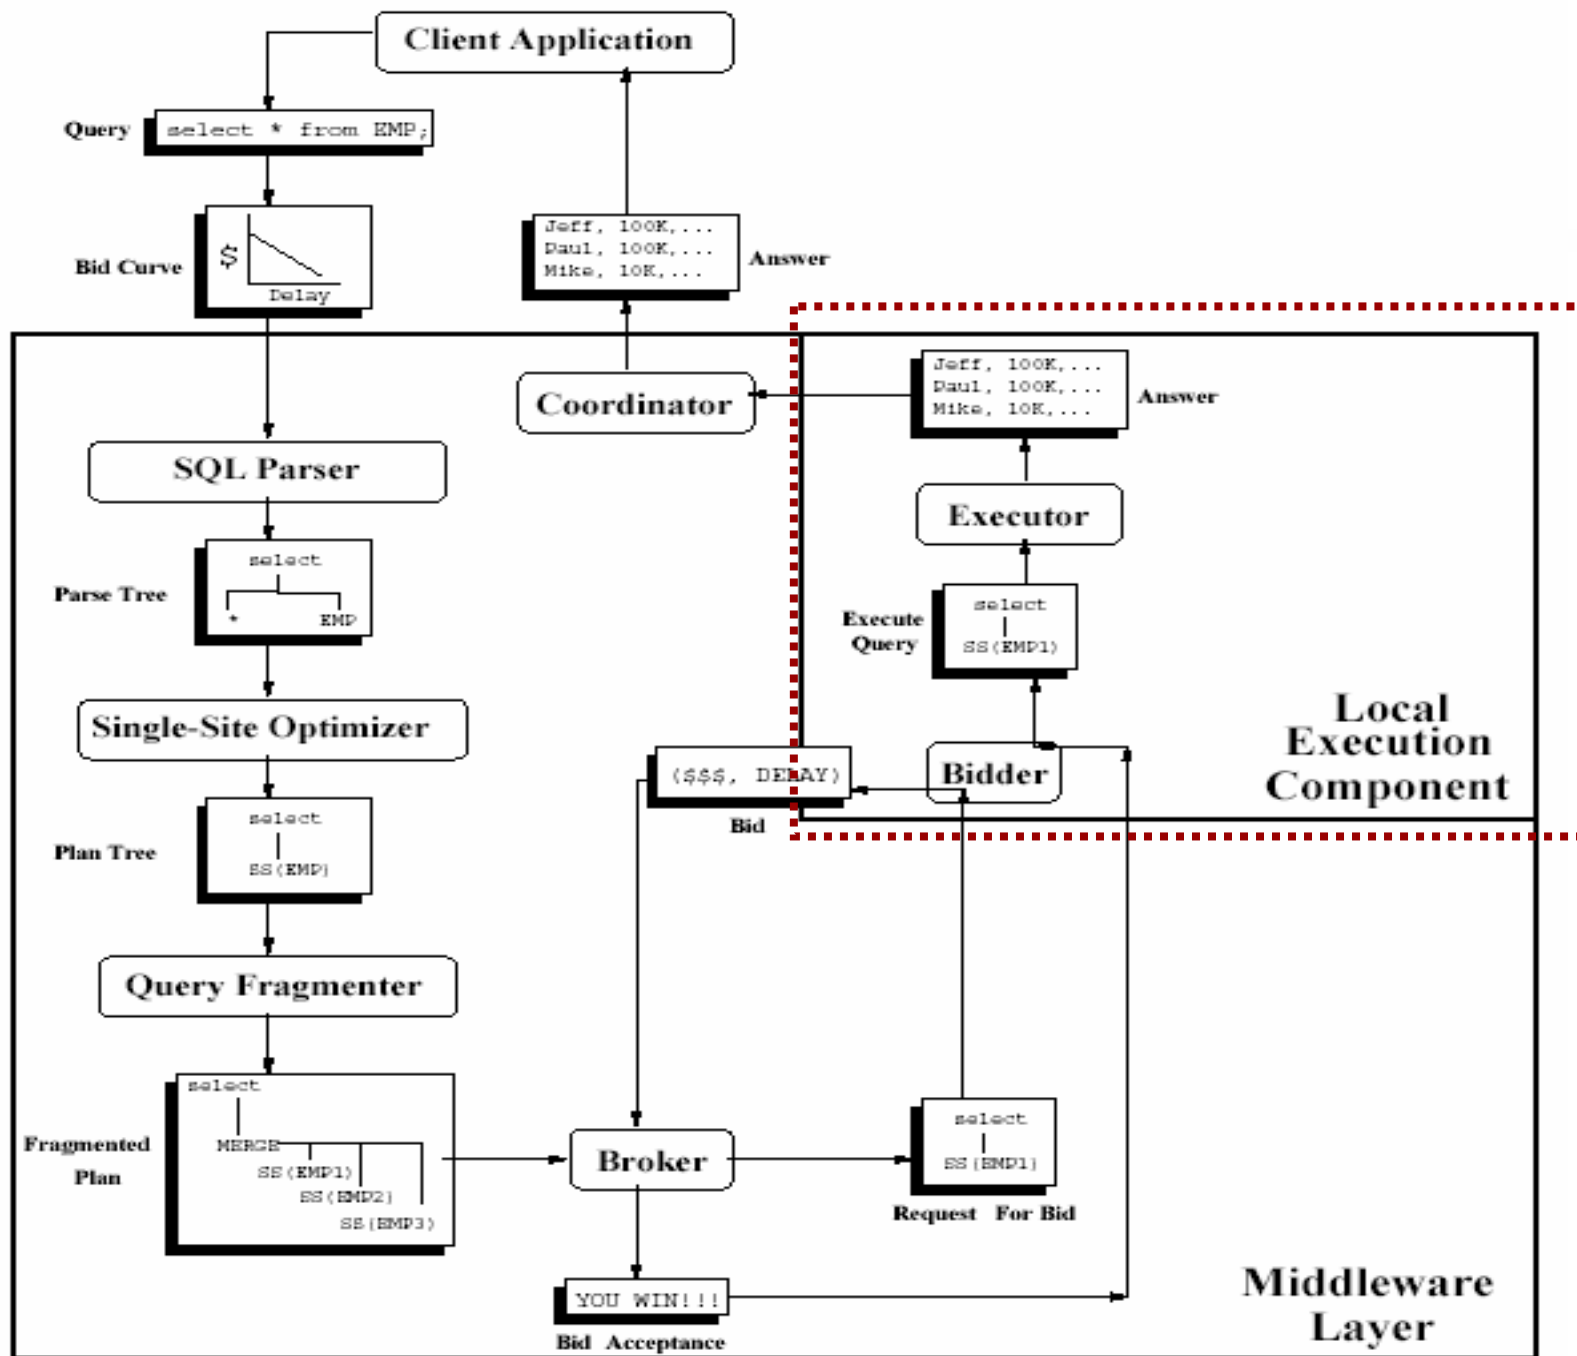 Client Application
Query
select * from EMP;
Bid Curve
$
Delay
Jeff, 100K,...
Paul, 100K,...
Mike, 10K,...
Answer
Coordinator
Jeff, 100K,...
Paul, 100K,...
Mike, 10K,...
Answer
SQL Parser
Executor
Parse Tree
select
* EMP
Execute
Query
select
SS(EMP1)
Single-Site Optimizer
Local
Execution
Component
($$$, DELAY)
Bid
Bidder
Plan Tree
select
SS(EMP)
Query Fragmenter
Fragmented
Plan
select
MERGE
SS(EMP1)
SS(EMP2)
SS(EMP3)
Broker
select
SS(EMP1)
Request For Bid
YOU WIN!!!
Bid Acceptance
Middleware
Layer